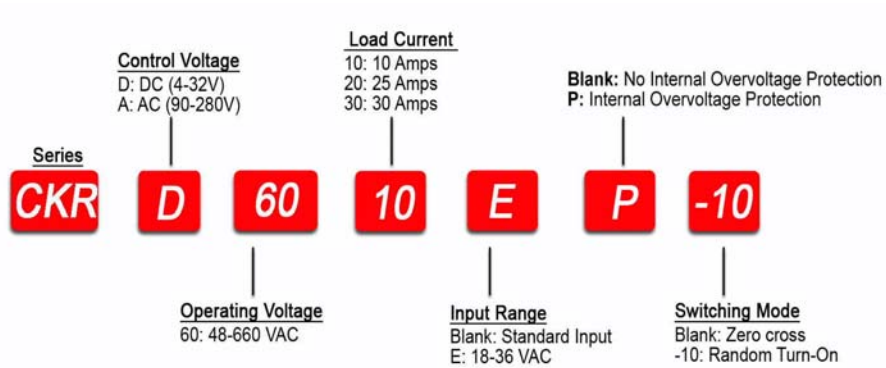 Load Current
10: 10 Amps
20: 25 Amps
30: 30 Amps
Control Voltage
D: DC (4-32V)
A: AC (90-280V)
Blank: No Internal Overvoltage Protection
P: Internal Overvoltage Protection
Series
CKR D 60 10 E P -10
Operating Voltage
60: 48-660 VAC
Input Range
Blank: Standard Input
E: 18-36 VAC
Switching Mode
Blank: Zero cross
-10: Random Turn-On